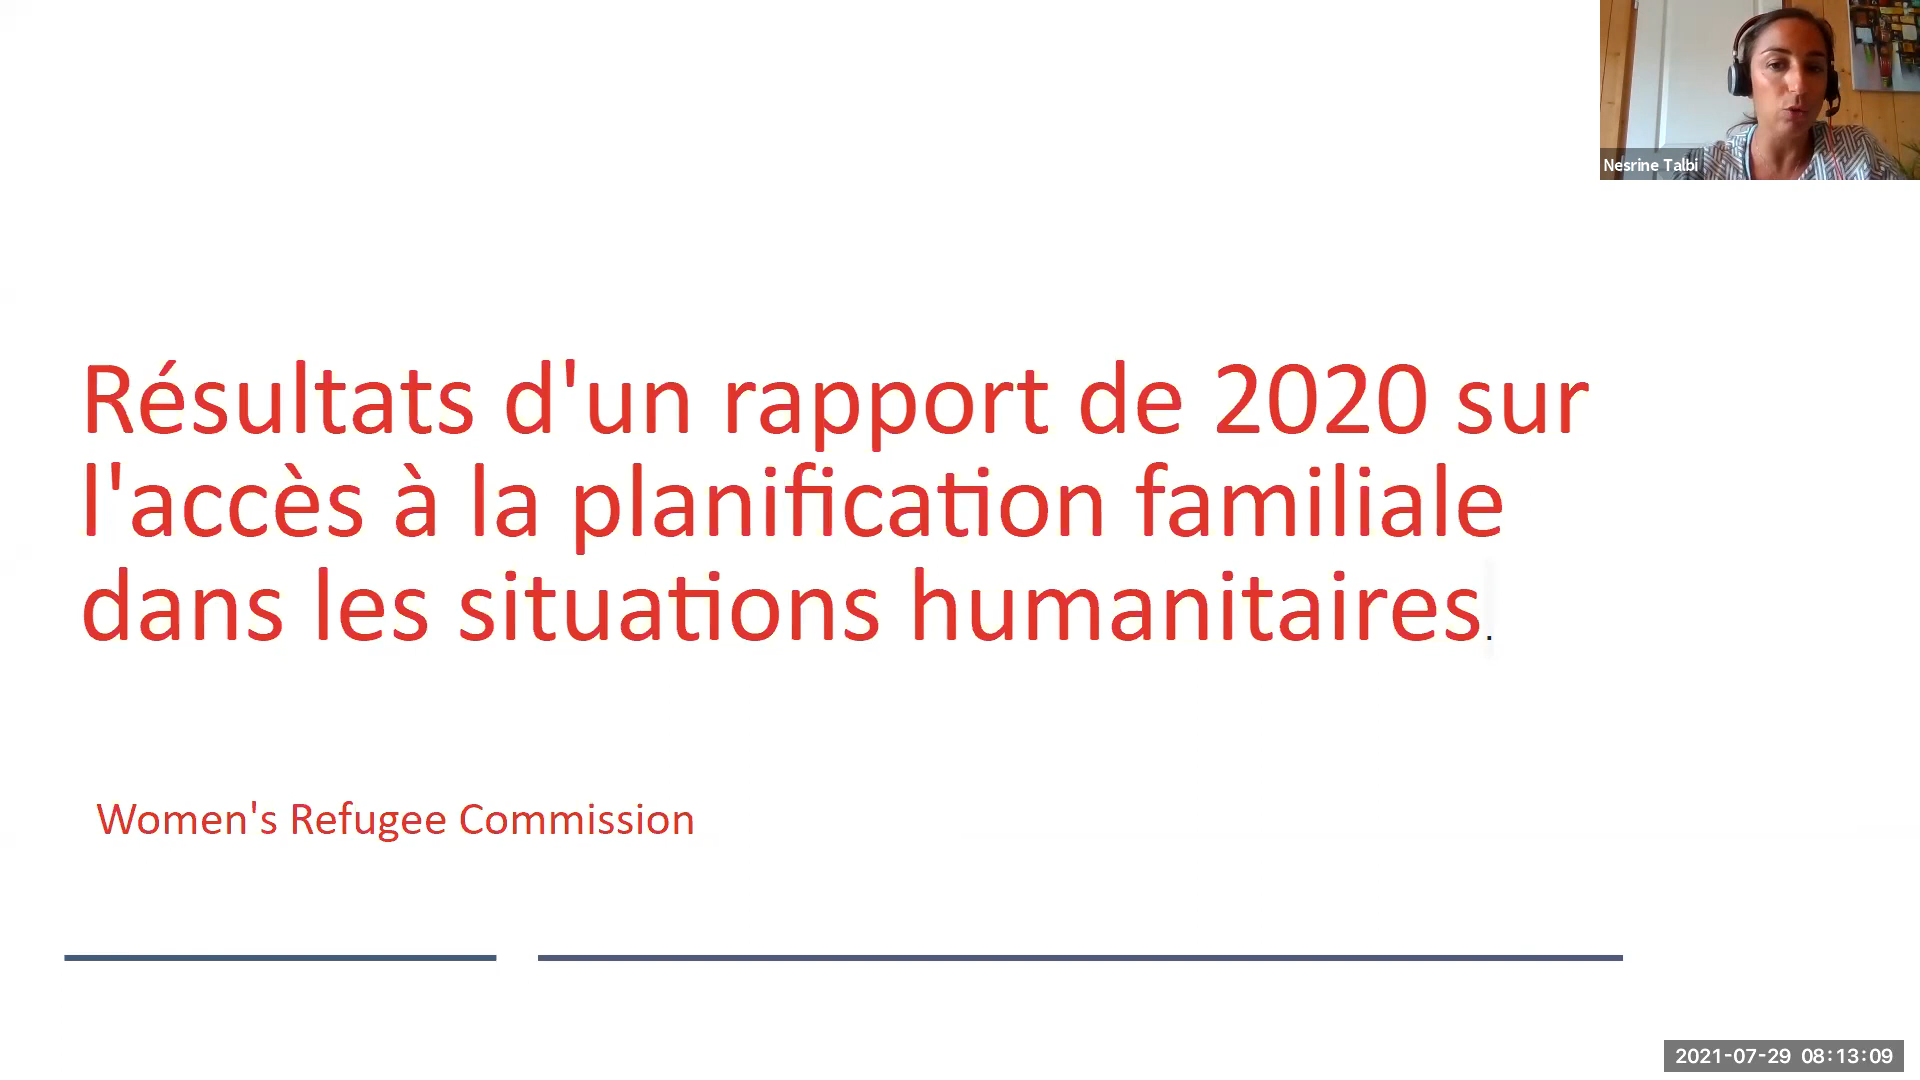 Nesrine Talbi
Résultats d'un rapport de 2020 sur
l'accès à la planification familiale
dans les situations humanitaires.
Women's Refugee Commission
2021-07-29 08:13:09